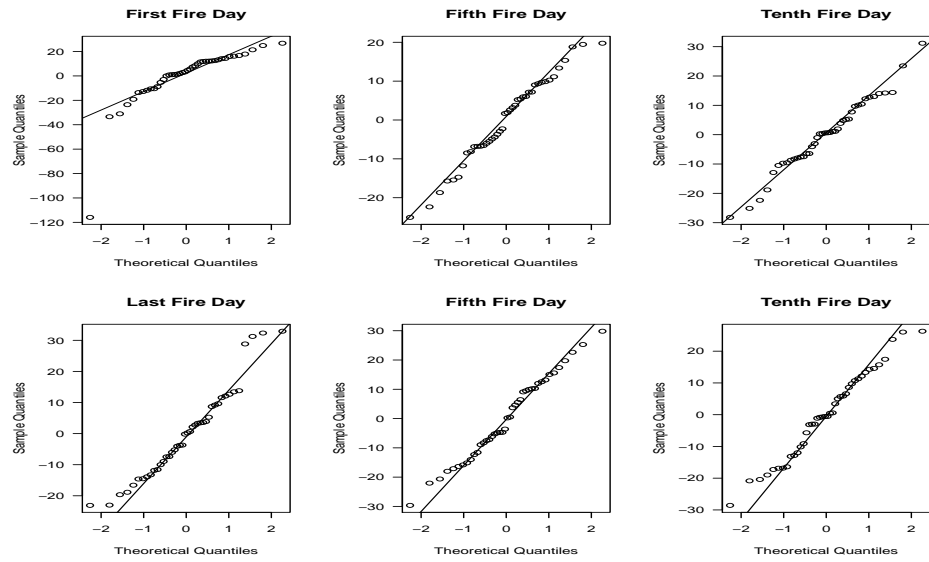 First Fire Day
Sample Quantiles
20
0
−20
−40
−60
−80
−100
−120
−2 −1 0 1 2
Theoretical Quantiles
Fifth Fire Day
Sample Quantiles
20
10
0
−10
−20
−2 −1 0 1 2
Theoretical Quantiles
Tenth Fire Day
Sample Quantiles
30
20
10
0
−10
−20
−30
−2 −1 0 1 2
Theoretical Quantiles
Last Fire Day
Sample Quantiles
30
20
10
0
−10
−20
−2 −1 0 1 2
Theoretical Quantiles
Fifth Fire Day
Sample Quantiles
30
20
10
0
−10
−20
−30
−2 −1 0 1 2
Theoretical Quantiles
Tenth Fire Day
Sample Quantiles
20
10
0
−10
−20
−30
−2 −1 0 1 2
Theoretical Quantiles